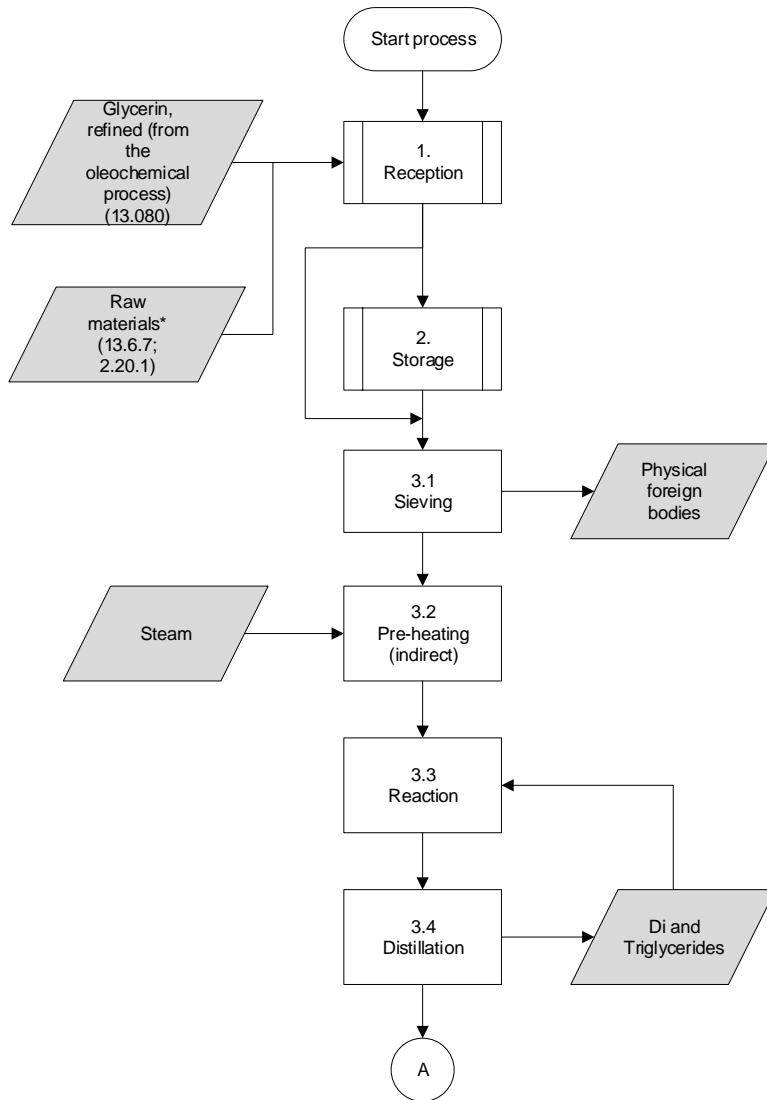 Start process
Glycerin,
refined (from
the
oleochemical
process)
(13.080)
1.
Reception
Raw
materials*
(13.6.7;
2.20.1)
2.
Storage
3.1
Sieving
Physical
foreign
bodies
Steam
3.2
Pre-heating
(indirect)
3.3
Reaction
3.4
Distillation
Di and
Triglycerides
A